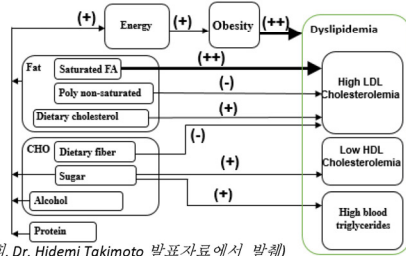 (+)
Energy
(+)
Obesity
(++)
Dyslipidemia
Fat
Saturated FA
(++)
Poly non-saturated
(-)
High LDL
Cholesterolemia
Dietary cholesterol
(+)
(-)
CHO
Dietary fiber
Low HDL
Cholesterolemia
Sugar
(+)
(+)
Alcohol
High blood
triglycerides
Protein
Dr. Hidemi Takimoto 발표자료에서 발췌)